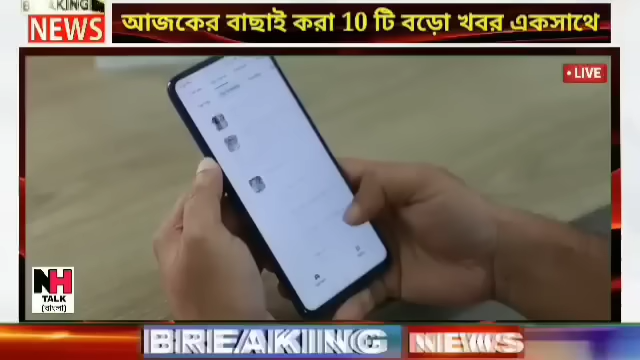 BREAKING
NEWS
আজকের বাছাই করা 10 টি বড়ো খবর একসাথে
LIVE
NH
TALK
(বাংলা)
BREAKING NEWS